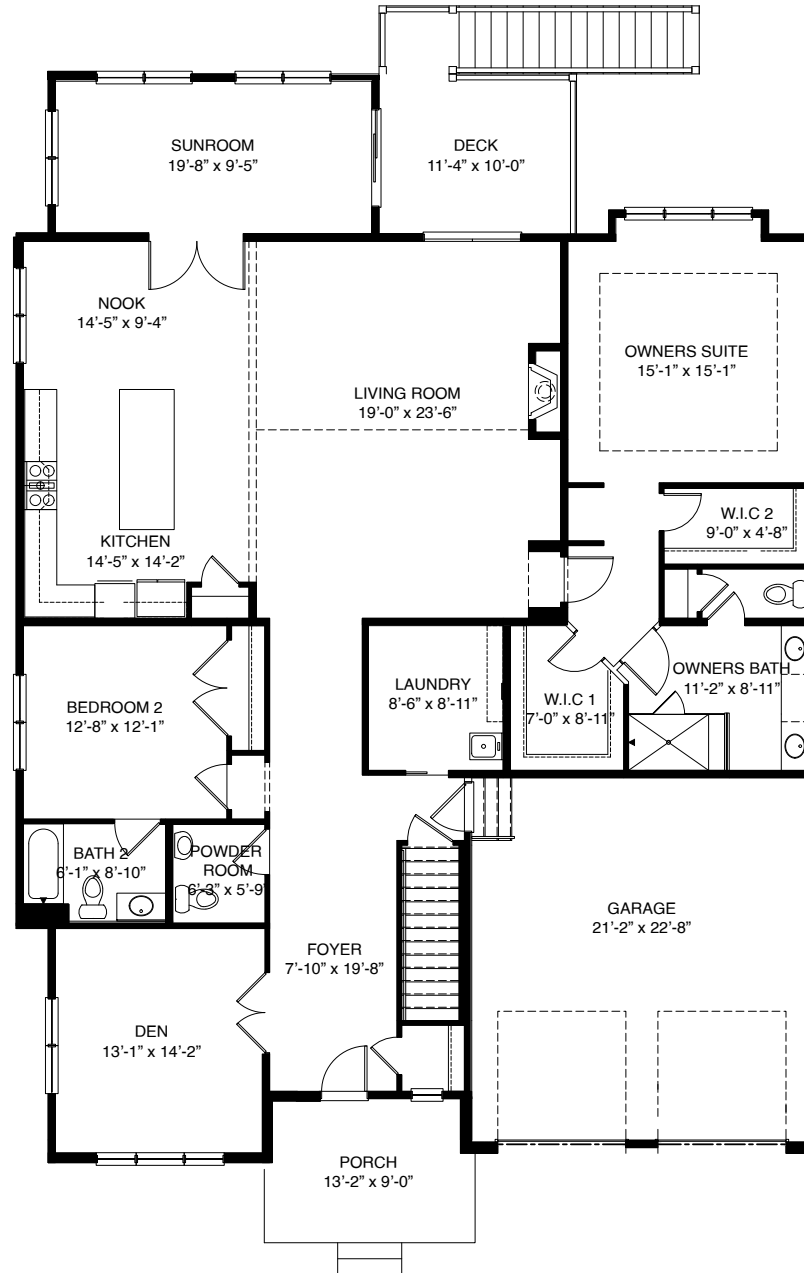 SUNROOM
19’-8” x 9’-5”
DECK
11’-4” x 10’-0”
NOOK
14’-5” x 9’-4”
OWNERS SUITE
15’-1” x 15’-1”
LIVING ROOM
19’-0” x 23’-6”
W.I.C 2
9’-0” x 4’-8”
KITCHEN
14’-5” x 14’-2”
OWNERS BATH
11’-2” x 8’-11”
LAUNDRY
8’-6” x 8’-11”
W.I.C 1
7’-0” x 8’-11”
BEDROOM 2
12’-8” x 12’-1”
BATH 2
6’-1” x 8’-10”
POWDER
ROOM
6’-3” x 5’-9”
GARAGE
21’-2” x 22’-8”
FOYER
7’-10” x 19’-8”
DEN
13’-1” x 14’-2”
PORCH
13’-2” x 9’-0”